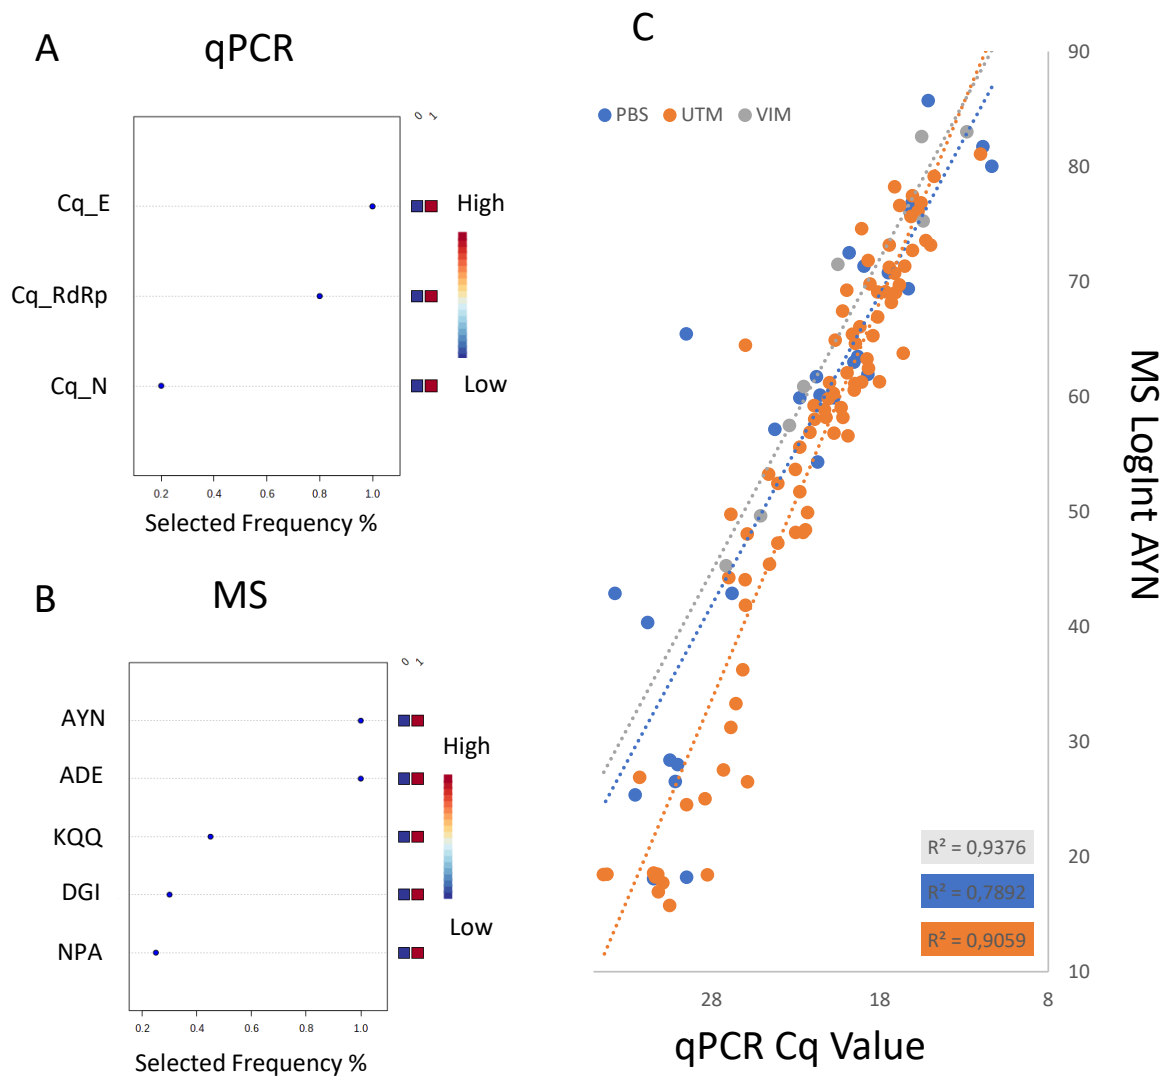 A
qPCR
0 1
Cq_E
Cq_RdRp
Cq_N
High
Low
0.2 0.4 0.6 0.8 1.0
Selected Frequency %
B
MS
0 1
AYN
ADE
KQQ
DGI
NPA
High
Low
0.2 0.4 0.6 0.8 1.0
Selected Frequency %
C
PBS UTM VIM
90
80
70
60
50
40
30
20
10
MS LogInt AYN
R² = 0,9376
R² = 0,7892
R² = 0,9059
28 18 8
qPCR Cq Value